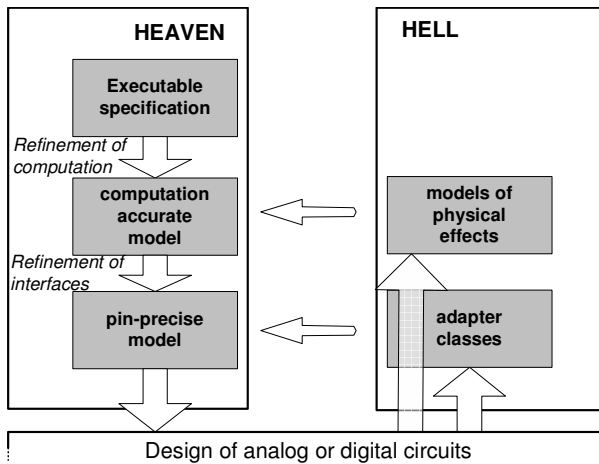 HEAVEN
Executable
specification
Refinement of
computation
computation
accurate
model
Refinement of
interfaces
pin-precise
model
HELL
models of
physical
effects
adapter
classes
Design of analog or digital circuits